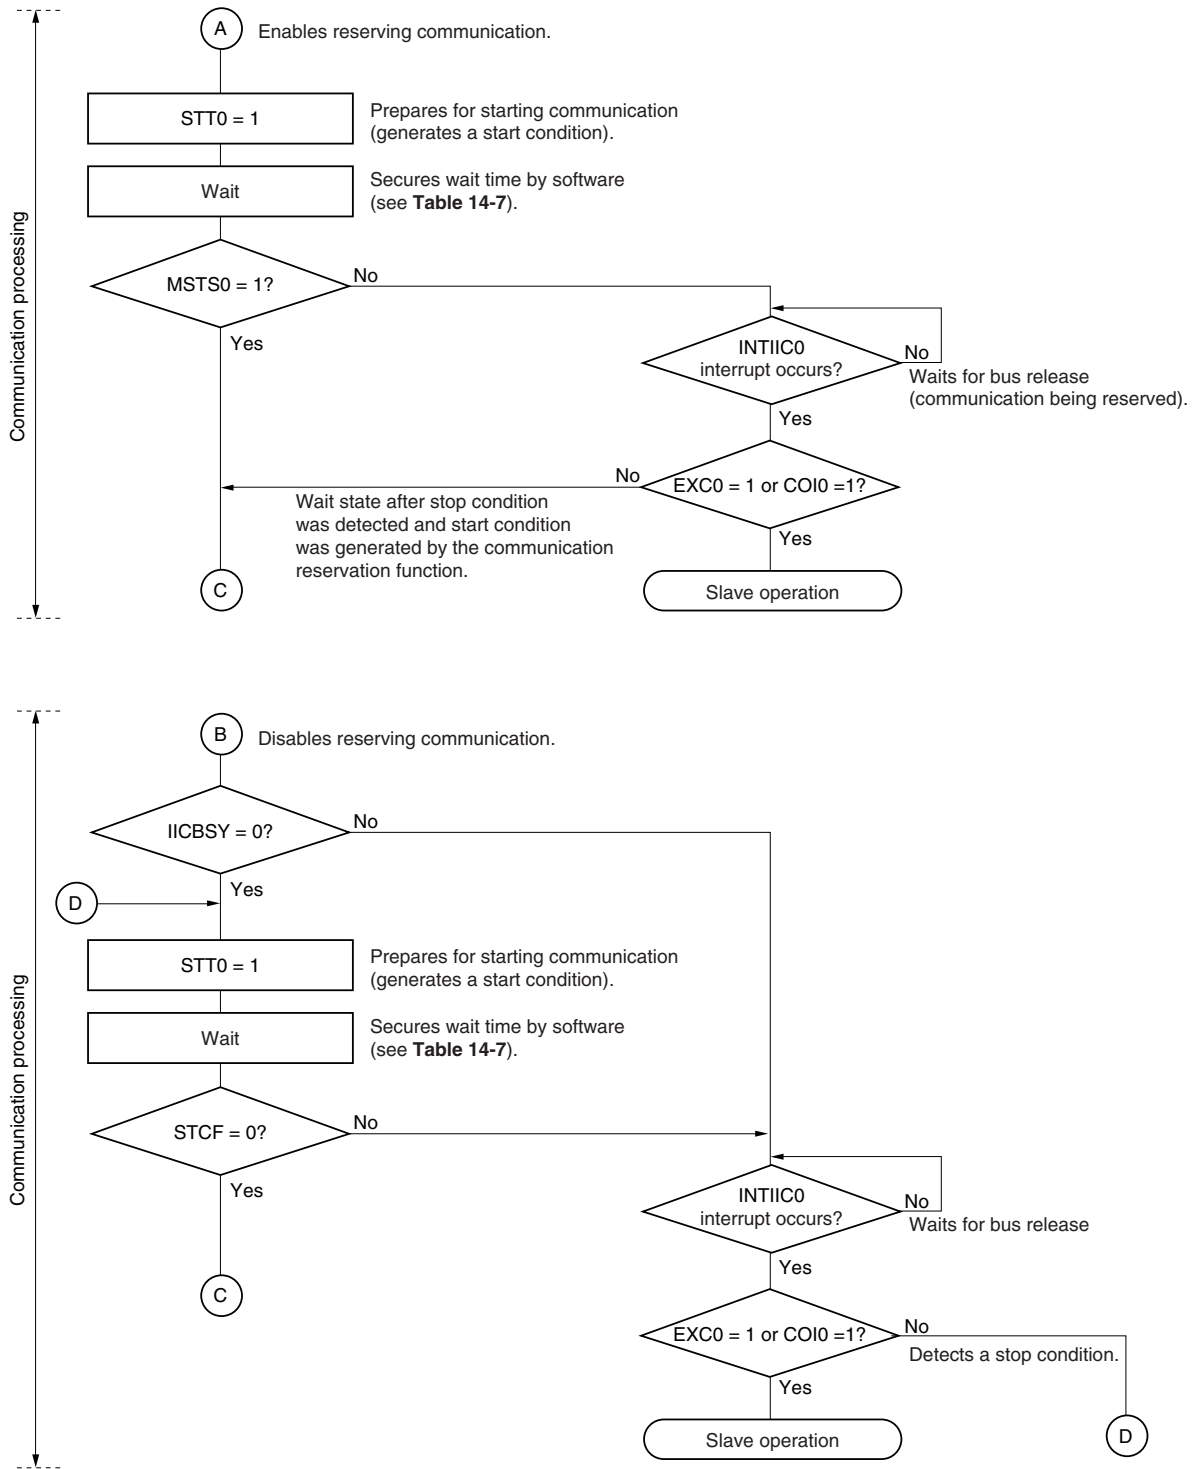 A Enables reserving communication.
STT0 = 1
Prepares for starting communication
(generates a start condition).
Wait
Secures wait time by software
(see Table 14-7).
MSTS0 = 1?
No
Yes
INTIIC0
interrupt occurs?
No
Waits for bus release
(communication being reserved).
Yes
EXC0 = 1 or COI0 =1?
No
Wait state after stop condition
was detected and start condition
was generated by the communication
reservation function.
Yes
C
Slave operation
Communication processing
B Disables reserving communication.
IICBSY = 0?
No
Yes
D
STT0 = 1
Prepares for starting communication
(generates a start condition).
Wait
Secures wait time by software
(see Table 14-7).
STCF = 0?
No
Yes
INTIIC0
interrupt occurs?
No
Waits for bus release
Yes
C
EXC0 = 1 or COI0 =1?
No
Detects a stop condition.
Yes
Slave operation
D
Communication processing